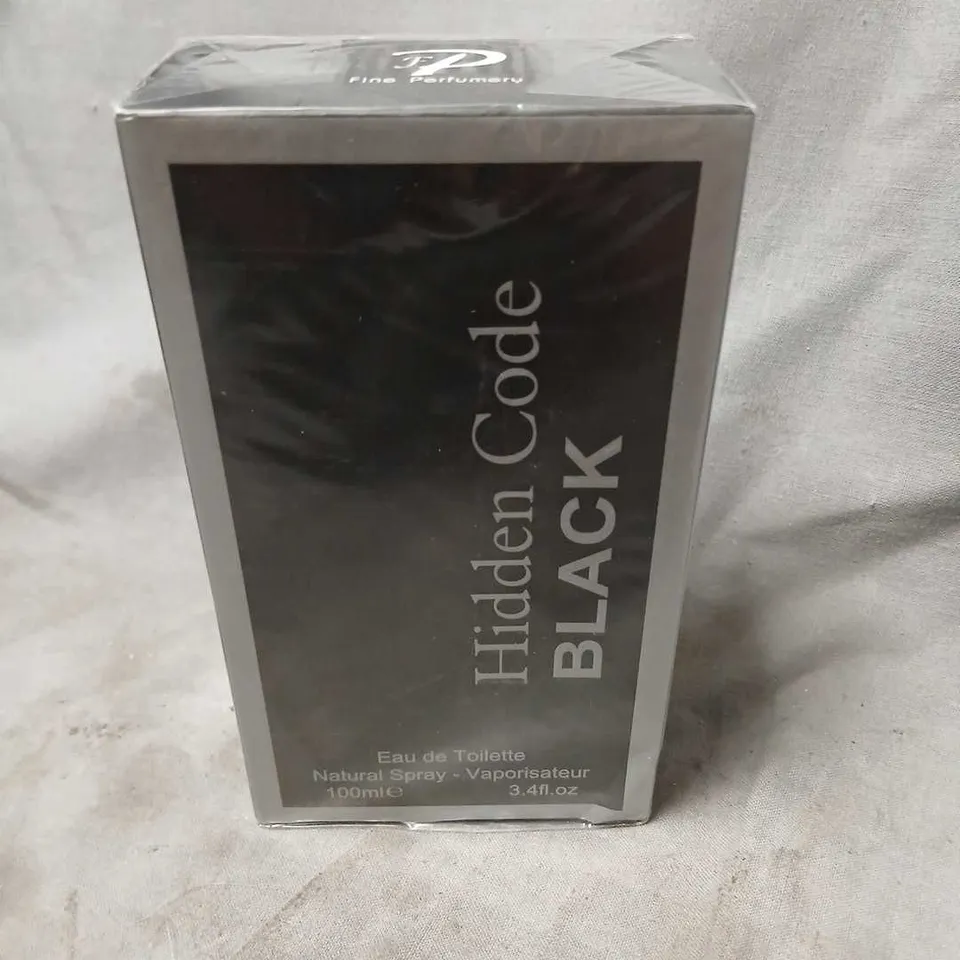 FP
Fine Perfumery
Hidden Code
BLACK
Eau de Toilette
Natural Spray - Vaporisateur
100ml℮ 3.4fl.oz